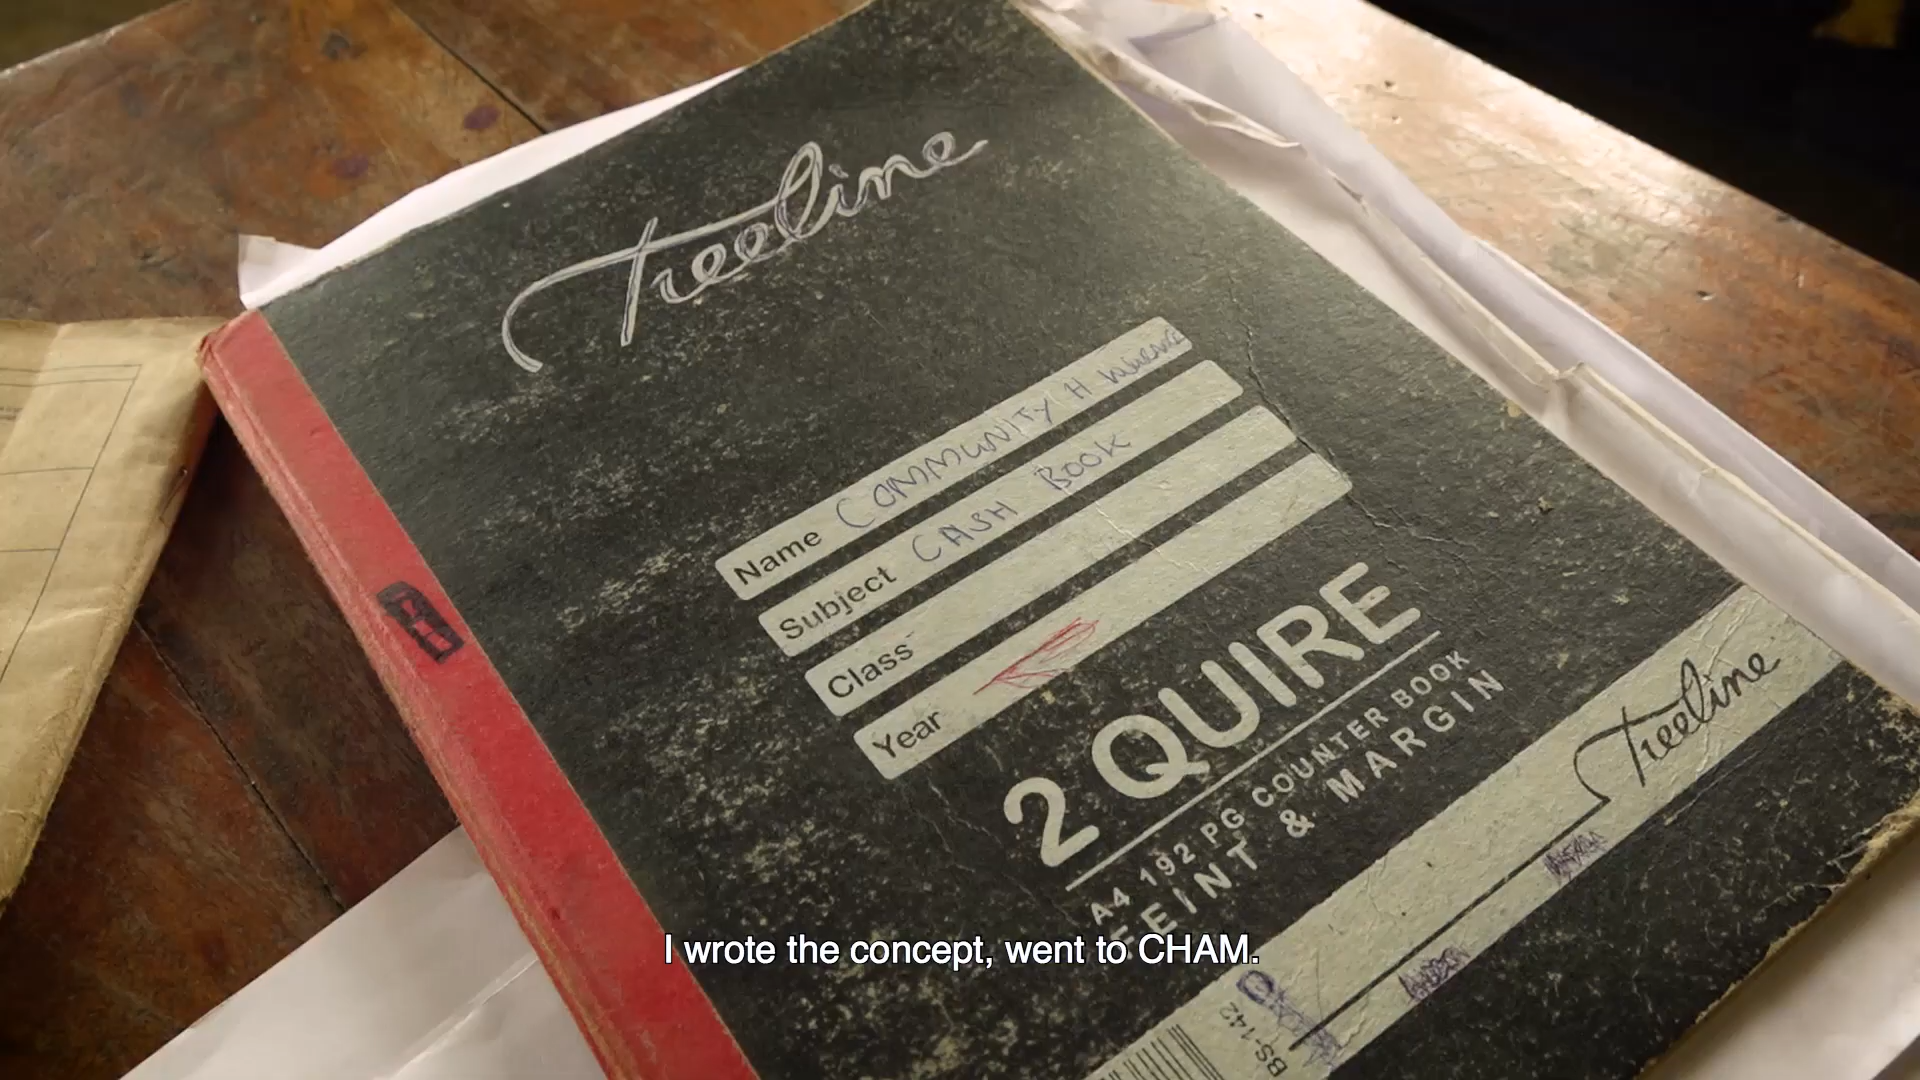 Treeline
Name COMMUNITY H
Subject CASH BOOK
Class
Year
2 QUIRE
A4 192 PG COUNTER BOOK
FEINT & MARGIN
Treeline
BS-142
I wrote the concept, went to CHAM.